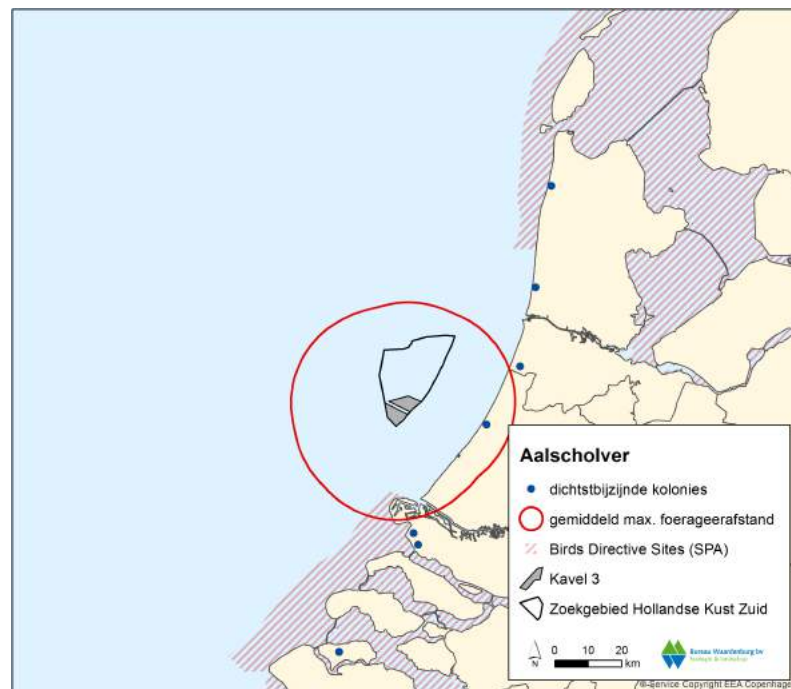 Aalscholver
dichtstbijzijnde kolonies
gemiddeld max. foerageerafstand
Birds Directive Sites (SPA)
Kavel 3
Zoekgebied Hollandse Kust Zuid
N
0 10 20
km
Bureau Waardenburg bv
Service Copyright EEA Copenhage